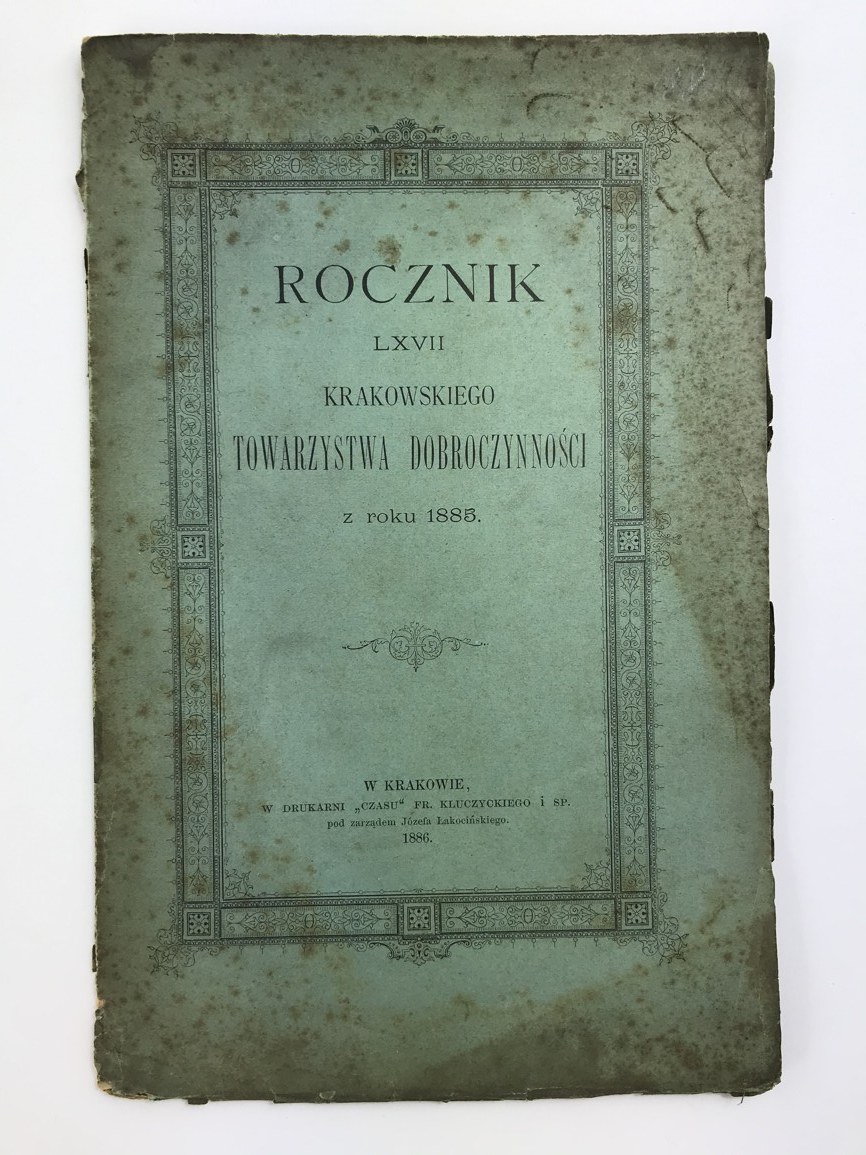 ROCZNIK
LXVII
KRAKOWSKIEGO
TOWARZYSTWA DOBROCZYNNOŚCI
z roku 1885.
W KRAKOWIE,
W DRUKARNI „CZASU“ FR. KLUCZYCKIEGO i SP.
pod zarządem Józefa Łakocińskiego.
1886.